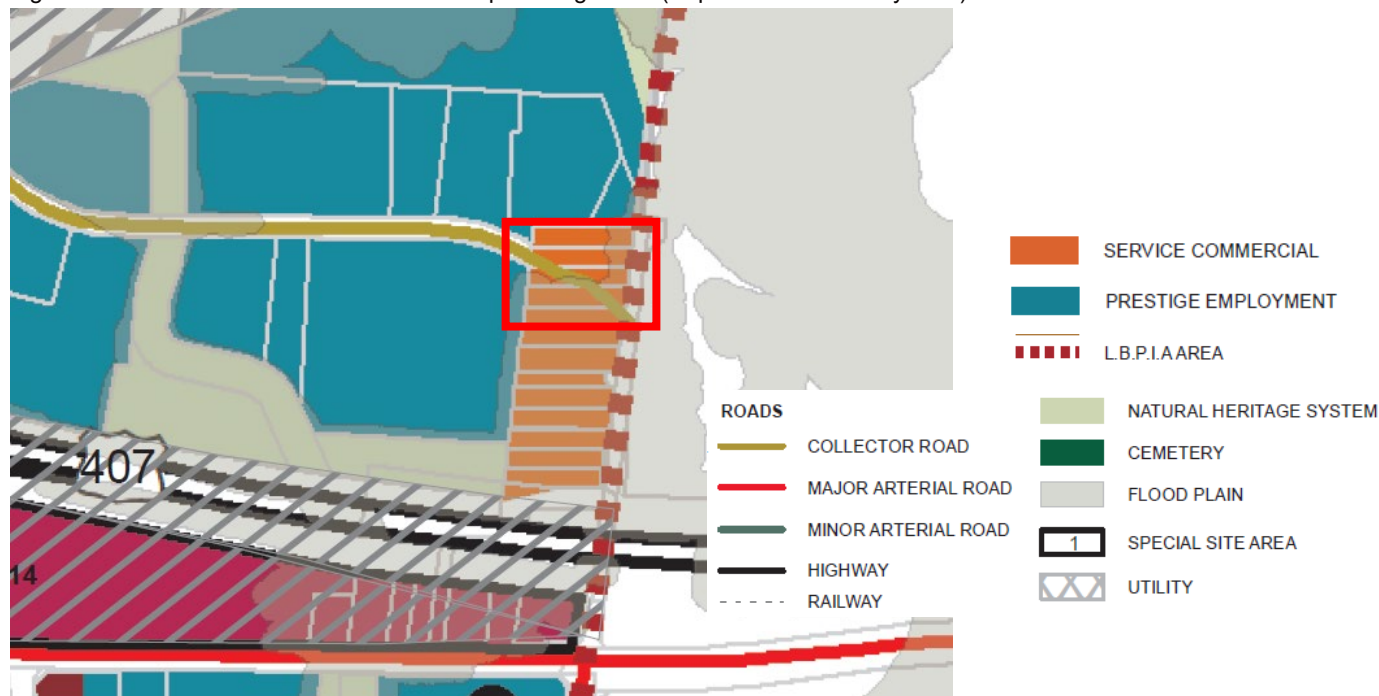 SERVICE COMMERCIAL
PRESTIGE EMPLOYMENT
L.B.P.I.A AREA
ROADS
NATURAL HERITAGE SYSTEM
COLLECTOR ROAD
CEMETERY
407
MAJOR ARTERIAL ROAD
FLOOD PLAIN
MINOR ARTERIAL ROAD
1
SPECIAL SITE AREA
HIGHWAY
14
UTILITY
RAILWAY